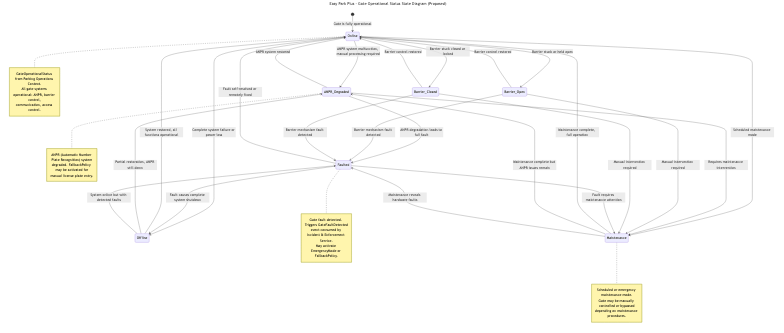 Easy Park Plus - Gate Operational Status State Diagram (Proposed)
Gate is fully operational
Online
ANPR system restored
ANPR system malfunction,
manual processing required
Barrier control restored
Barrier stuck closed or
locked
Barrier control restored
Barrier stuck or held open
GateOperationalStatus
from Parking Operations
Context.
All gate systems
operational: ANPR, barrier
control,
communication, access
control.
Fault self-resolved or
remotely fixed
ANPR_Degraded
Barrier_Closed
Barrier_Open
System restored, all
functions operational
Complete system failure or
power loss
Barrier mechanism fault
detected
Barrier mechanism fault
detected
ANPR degradation leads to
full fault
Maintenance complete,
full operation
Scheduled maintenance
mode
ANPR (Automatic Number
Plate Recognition) system
degraded. FallbackPolicy
may be activated for
manual license plate entry.
Partial restoration, ANPR
still down
Faulted
Maintenance complete but
ANPR issues remain
Manual intervention
required
Manual intervention
required
Requires maintenance
intervention
System online but with
detected faults
Fault causes complete
system shutdown
Maintenance reveals
hardware faults
Fault requires
maintenance attention
Offline
Maintenance
Gate fault detected.
Triggers GateFaultDetected
event consumed by
Incident & Enforcement
Service.
May activate
EmergencyMode or
FallbackPolicy.
Scheduled or emergency
maintenance mode.
Gate may be manually
controlled or bypassed
depending on maintenance
procedures.